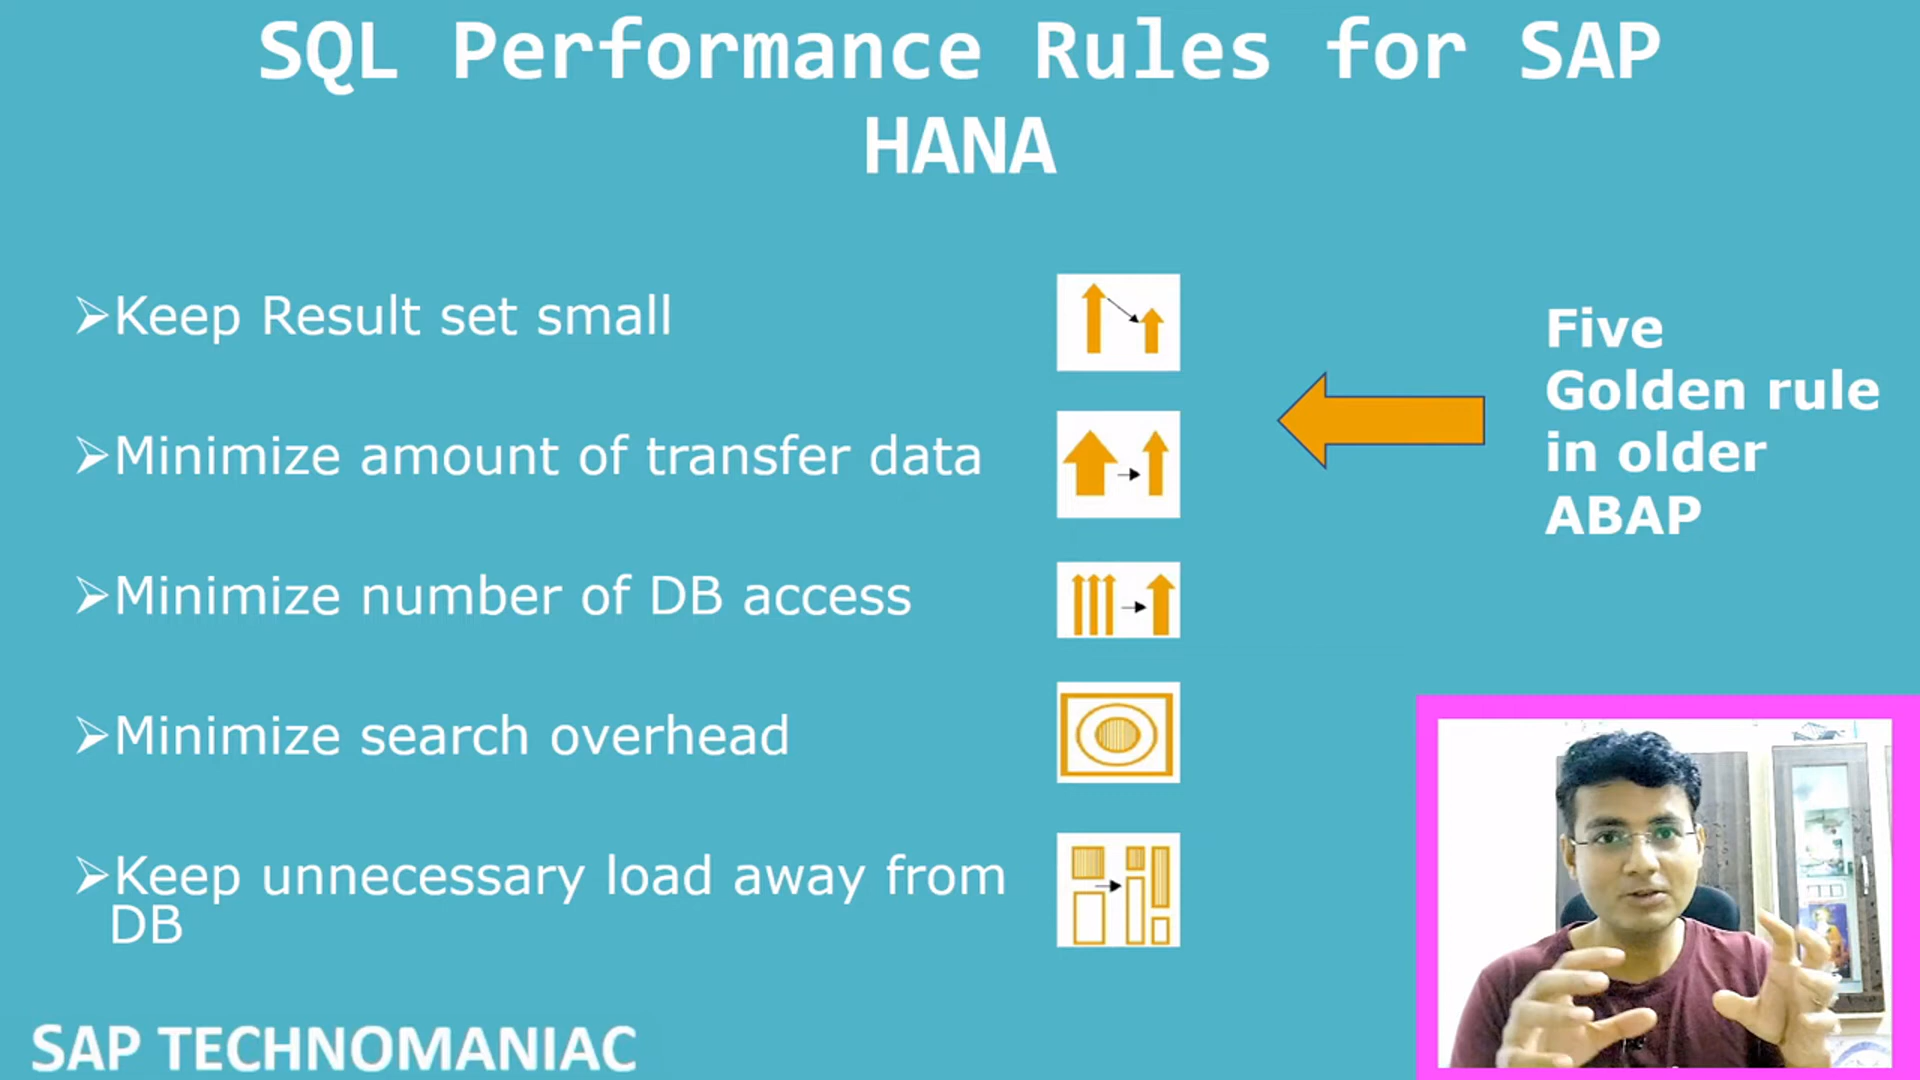 SQL Performance Rules for SAP
HANA
➢Keep Result set small
➢Minimize amount of transfer data
➢Minimize number of DB access
➢Minimize search overhead
➢Keep unnecessary load away from
DB
Five
Golden rule
in older
ABAP
SAP TECHNOMANIAC